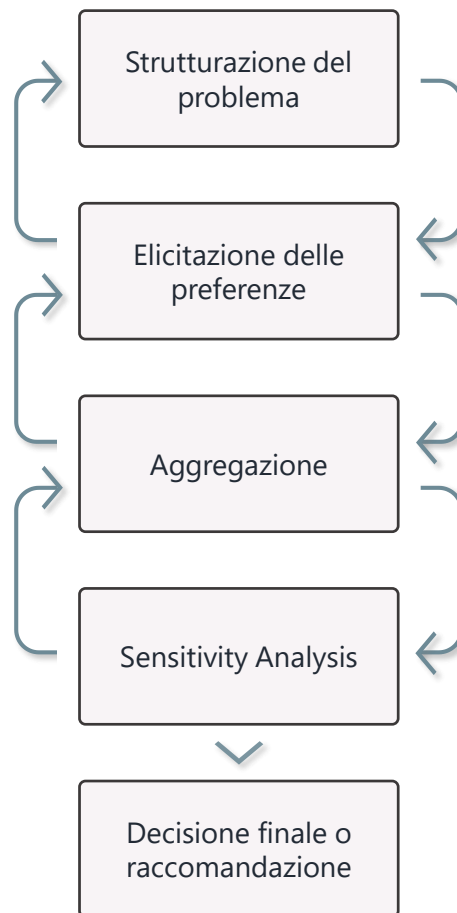 Strutturazione del
problema
Elicitazione delle
preferenze
Aggregazione
Sensitivity Analysis
Decisione finale o
raccomandazione